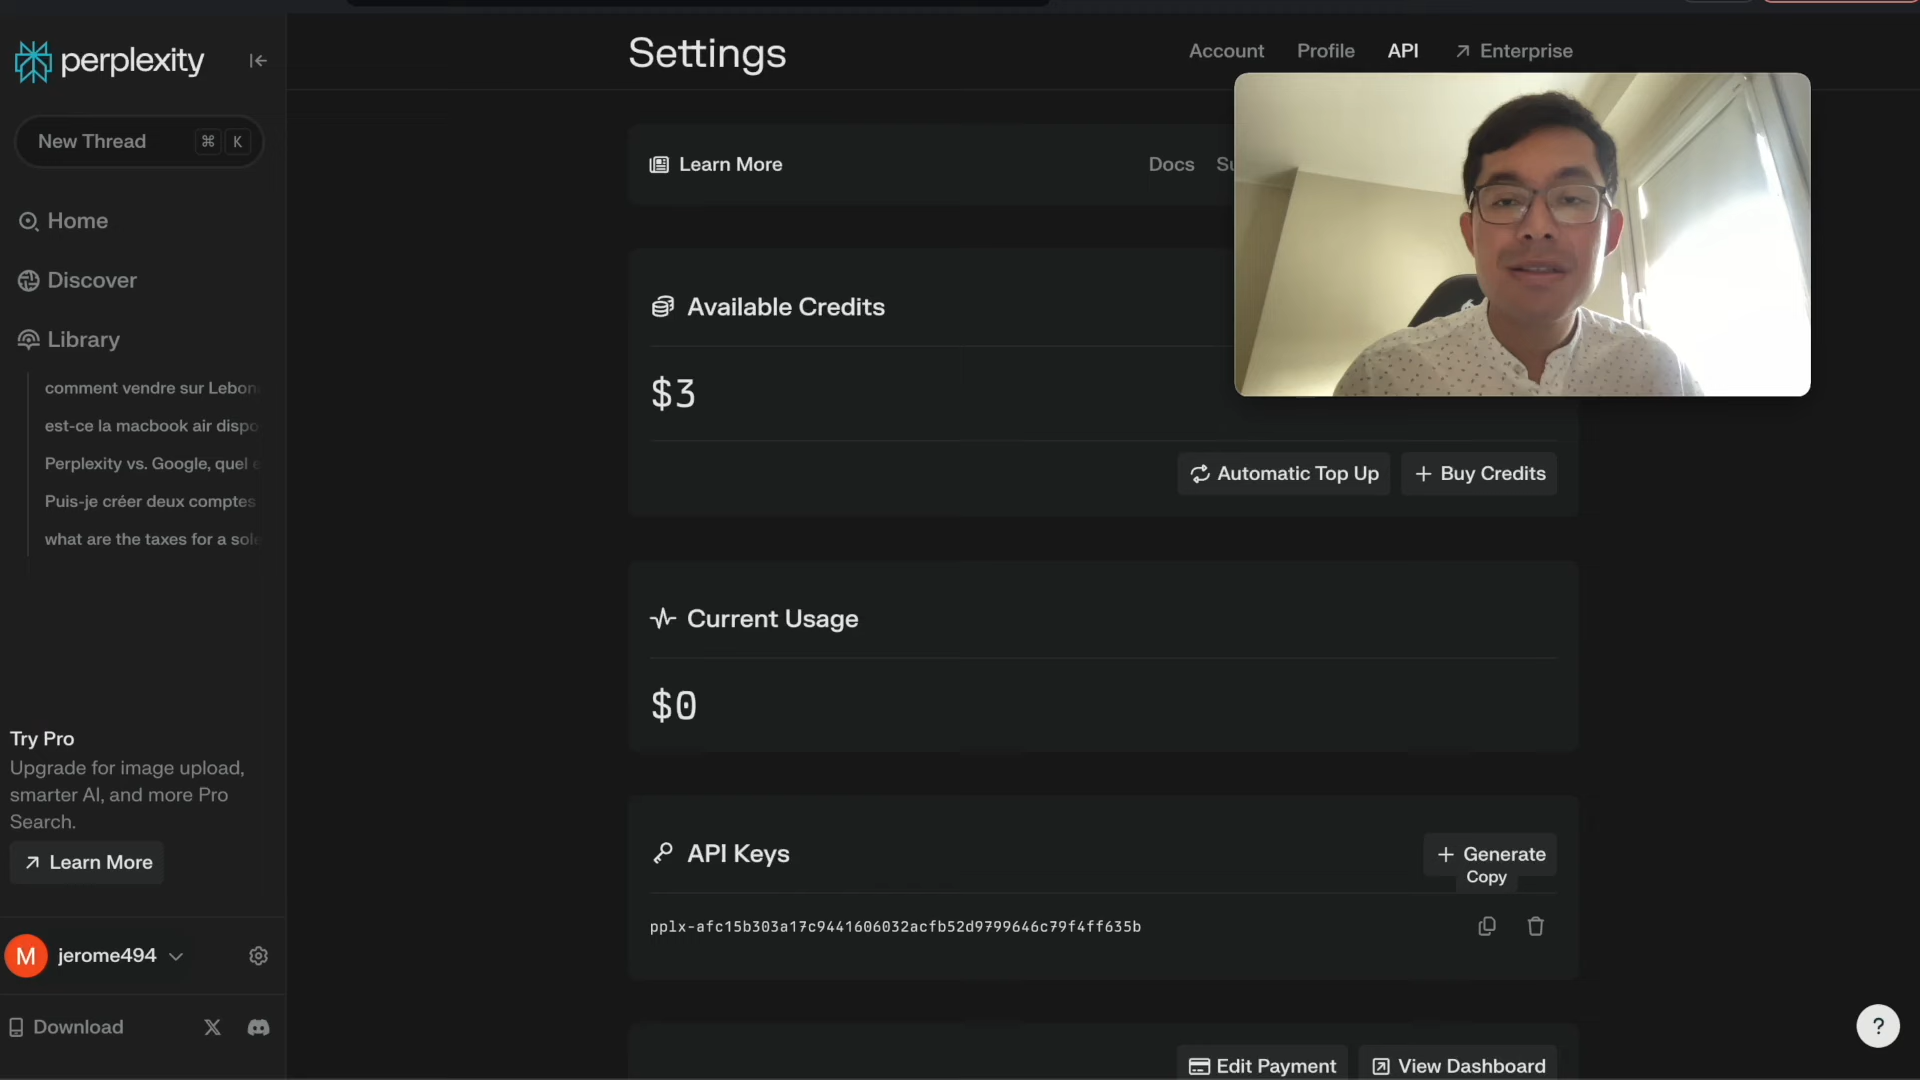 perplexity
New Thread ⌘ K
Home
Discover
Library
comment vendre sur Lebon
est-ce la macbook air dispo
Perplexity vs. Google, quel e
Puis-je créer deux comptes
what are the taxes for a sole
Try Pro
Upgrade for image upload,
smarter AI, and more Pro
Search.
Learn More
M jerome494
Download
Settings
Account Profile API Enterprise
Learn More Docs Su
Available Credits
$3
Automatic Top Up + Buy Credits
Current Usage
$0
API Keys + Generate
Copy
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
Edit Payment View Dashboard
?